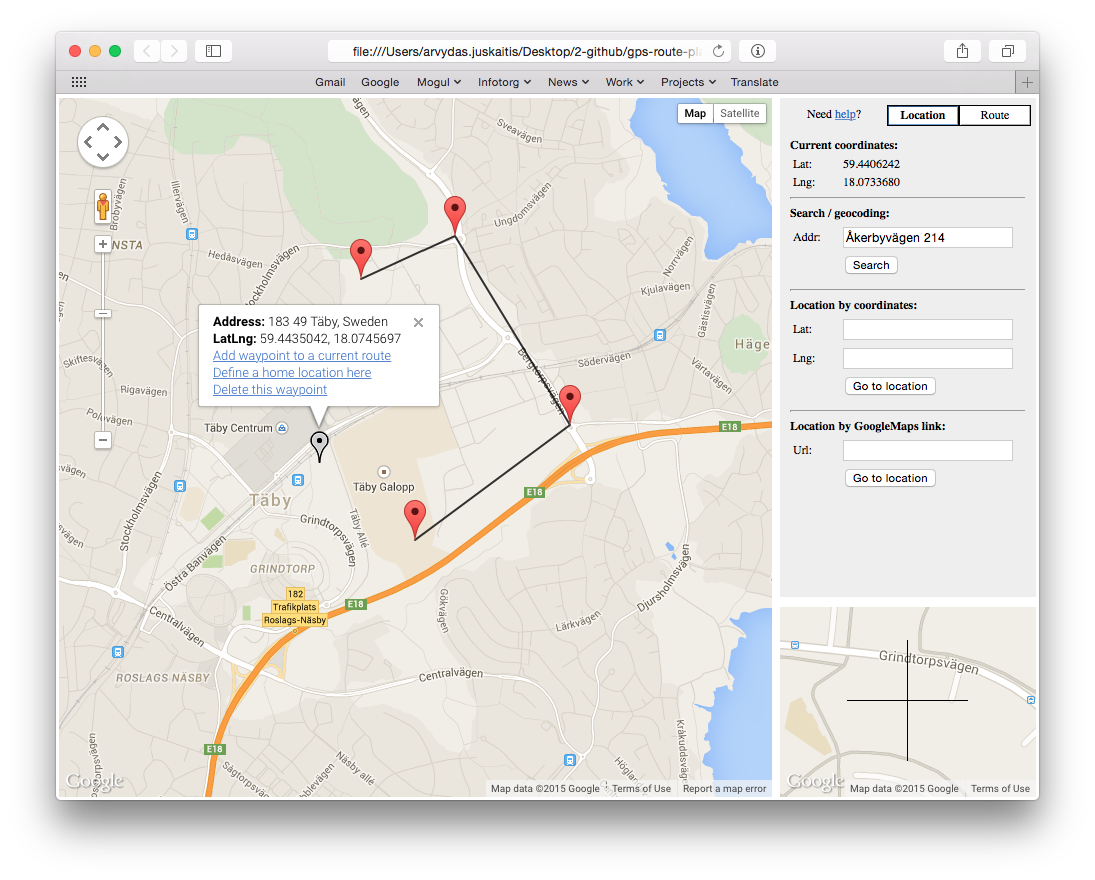 file:///Users/arvydas.juskaitis/Desktop/2-github/gps-route-pla
Gmail Google Mogul Infotorg News Work Projects Translate
Map Satellite
Sveavägen
Ungdomsvägen
Brobyvägen
Illervägen
NSTA
Hedåsvägen
Stockholmsvägen
Norrvägen
Kjulavägen
Gästisvägen
Address: 183 49 Täby, Sweden
LatLng: 59.4435042, 18.0745697
Add waypoint to a current route
Define a home location here
Delete this waypoint
Bergtorpsvägen
Södervägen
Häge
Värtavägen
Skiftesvägen
Rigavägen
Täby Centrum
E18
Täby Galopp
E18
Täby
Stockholmsvägen
Grindtorpsvägen
Täby Allé
Östra Banvägen
GRINDTORP
182
Trafikplats
Roslags-Näsby
E18
Centralvägen
Gökvägen
Lärkvägen
Djursholmsvägen
ROSLAGS NÄSBY
Centralvägen
Kråkuddsvägen
E18
Sågtorpsvägen
Näsby allé
Höglar
Google
Map data ©2015 Google
Terms of Use
Report a map error
Need help?
Location Route
Current coordinates:
Lat: 59.4406242
Lng: 18.0733680
Search / geocoding:
Addr: Åkerbyvägen 214
Search
Location by coordinates:
Lat:
Lng:
Go to location
Location by GoogleMaps link:
Url:
Go to location
Grindtorpsvägen
Google
Map data ©2015 Google
Terms of Use